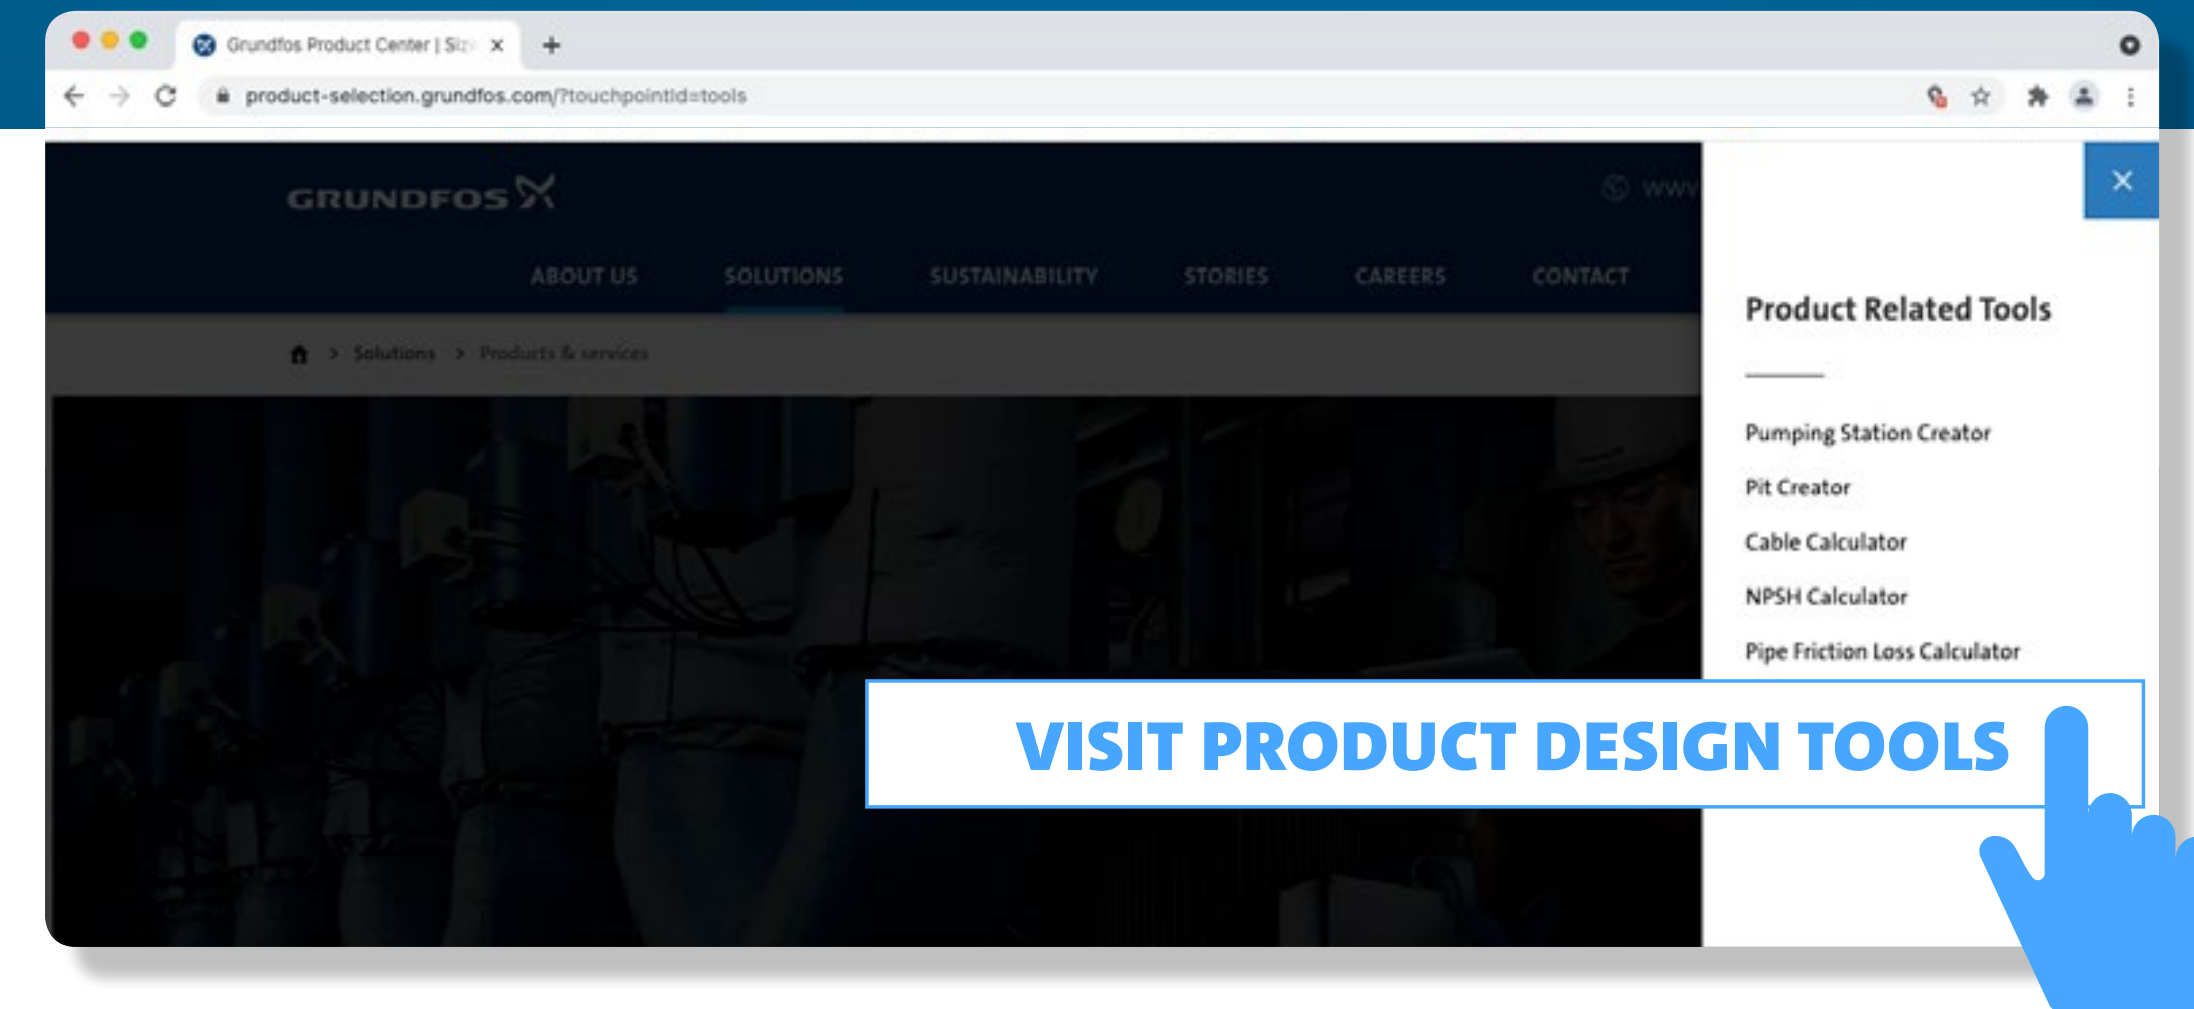 Grundfos Product Center | Siz
product-selection.grundfos.com/?touchpointId=tools
GRUNDFOS
www
ABOUT US SOLUTIONS SUSTAINABILITY STORIES CAREERS CONTACT
> Solutions > Products & services
Product Related Tools
Pumping Station Creator
Pit Creator
Cable Calculator
NPSH Calculator
Pipe Friction Loss Calculator
VISIT PRODUCT DESIGN TOOLS